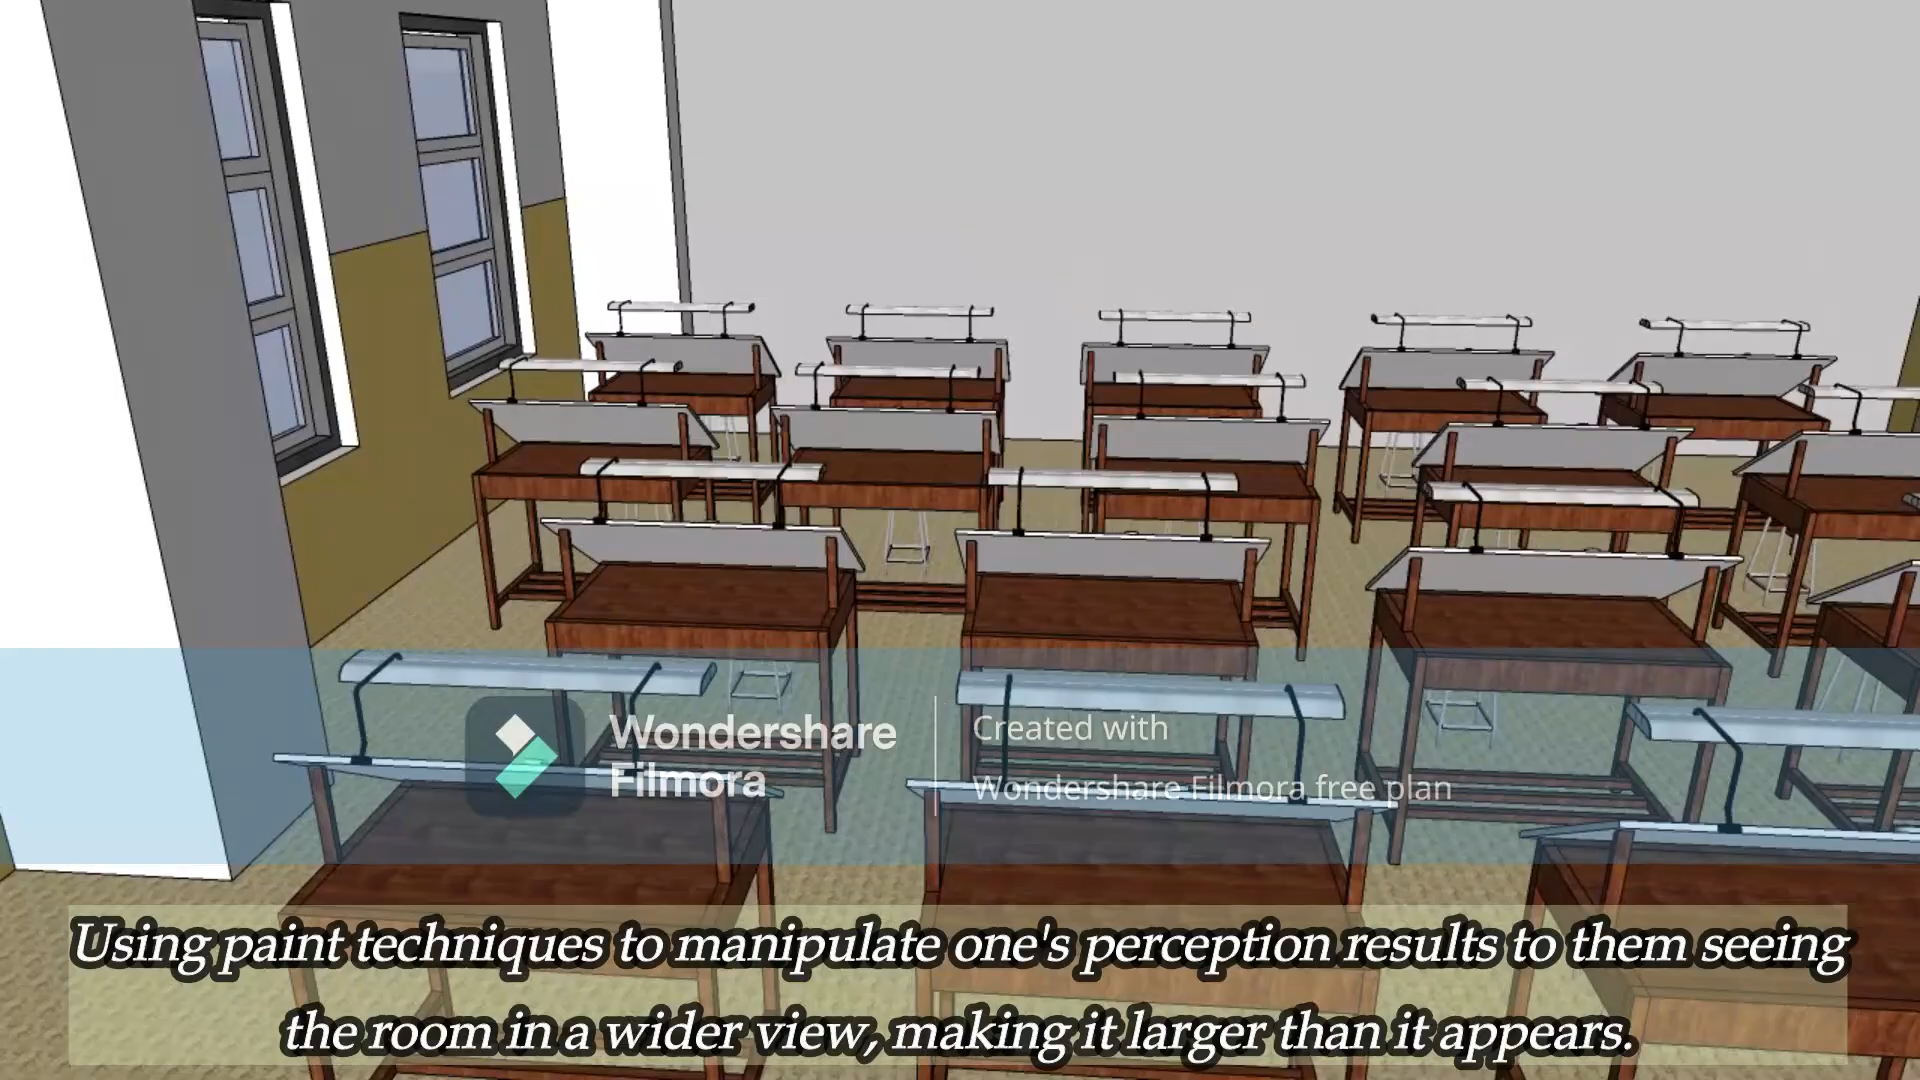 Wondershare
Filmora
Created with
Wondershare Filmora free plan
Using paint techniques to manipulate one's perception results to them seeing
the room in a wider view, making it larger than it appears.